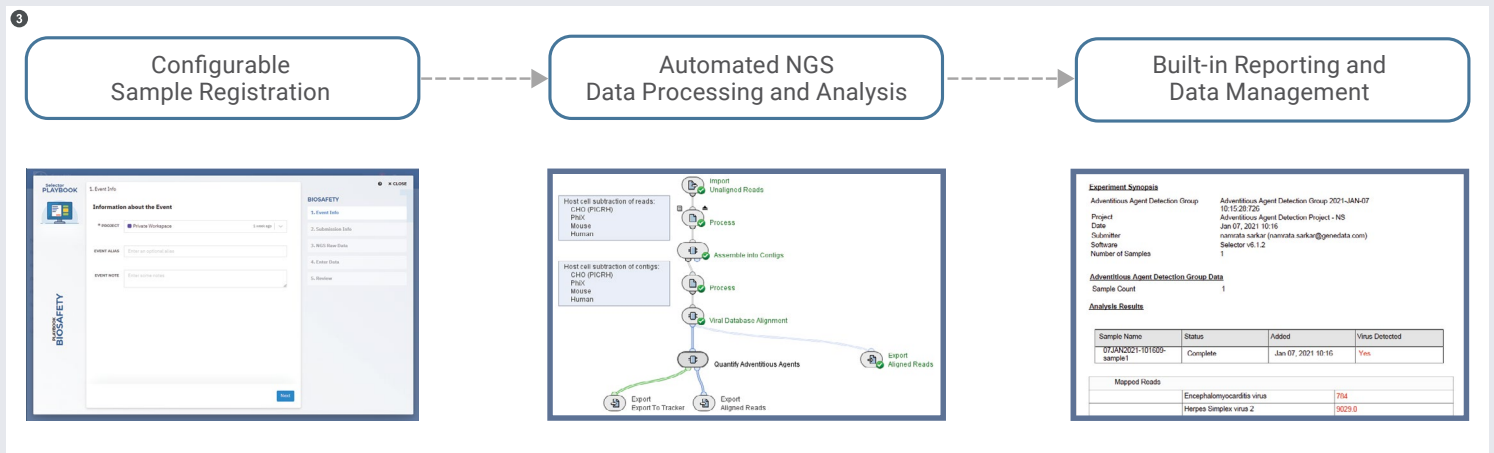 3
Configurable
Sample Registration
Automated NGS
Data Processing and Analysis
Built-in Reporting and
Data Management
Selector
PLAYBOOK
PLAYBOOK
BIOSAFETY
1. Event Info
Information about the Event
* PROJECT
Private Workspace
EVENT ALIAS
Enter an optional alias
EVENT NOTE
× CLOSE
BIOSAFETY
1. Event Info
2. Submission Info
3. NGS Raw Data
4. Enter Data
5. Review
Next
Import
Unaligned Reads
Host cell subtraction of reads:
CHO (PICRH)
PhiX
Mouse
Human
Process
Assemble into Contigs
Host cell subtraction of contigs:
CHO (PICRH)
PhiX
Mouse
Human
Process
Viral Database Alignment
Quantify Adventitious Agents
Export
Aligned Reads
Export
Export To Tracker
Export
Aligned Reads
Experiment Synopsis
Adventitious Agent Detection Group Adventitious Agent Detection Group 2021-JAN-07
10:15:28:726
Project Adventitious Agent Detection Project - NS
Date Jan 07, 2021 10:16
Submitter namrata sarkar (namrata.sarkar@genedata.com)
Software Selector v6.1.2
Number of Samples 1
Adventitious Agent Detection Group Data
Sample Count 1
Analysis Results
Sample Name Status Added Virus Detected
07JAN2021-101609-
sample1 Complete Jan 07, 2021 10:16 Yes
Mapped Reads
Encephalomyocarditis virus 784
Herpes Simplex virus 2 9029.0